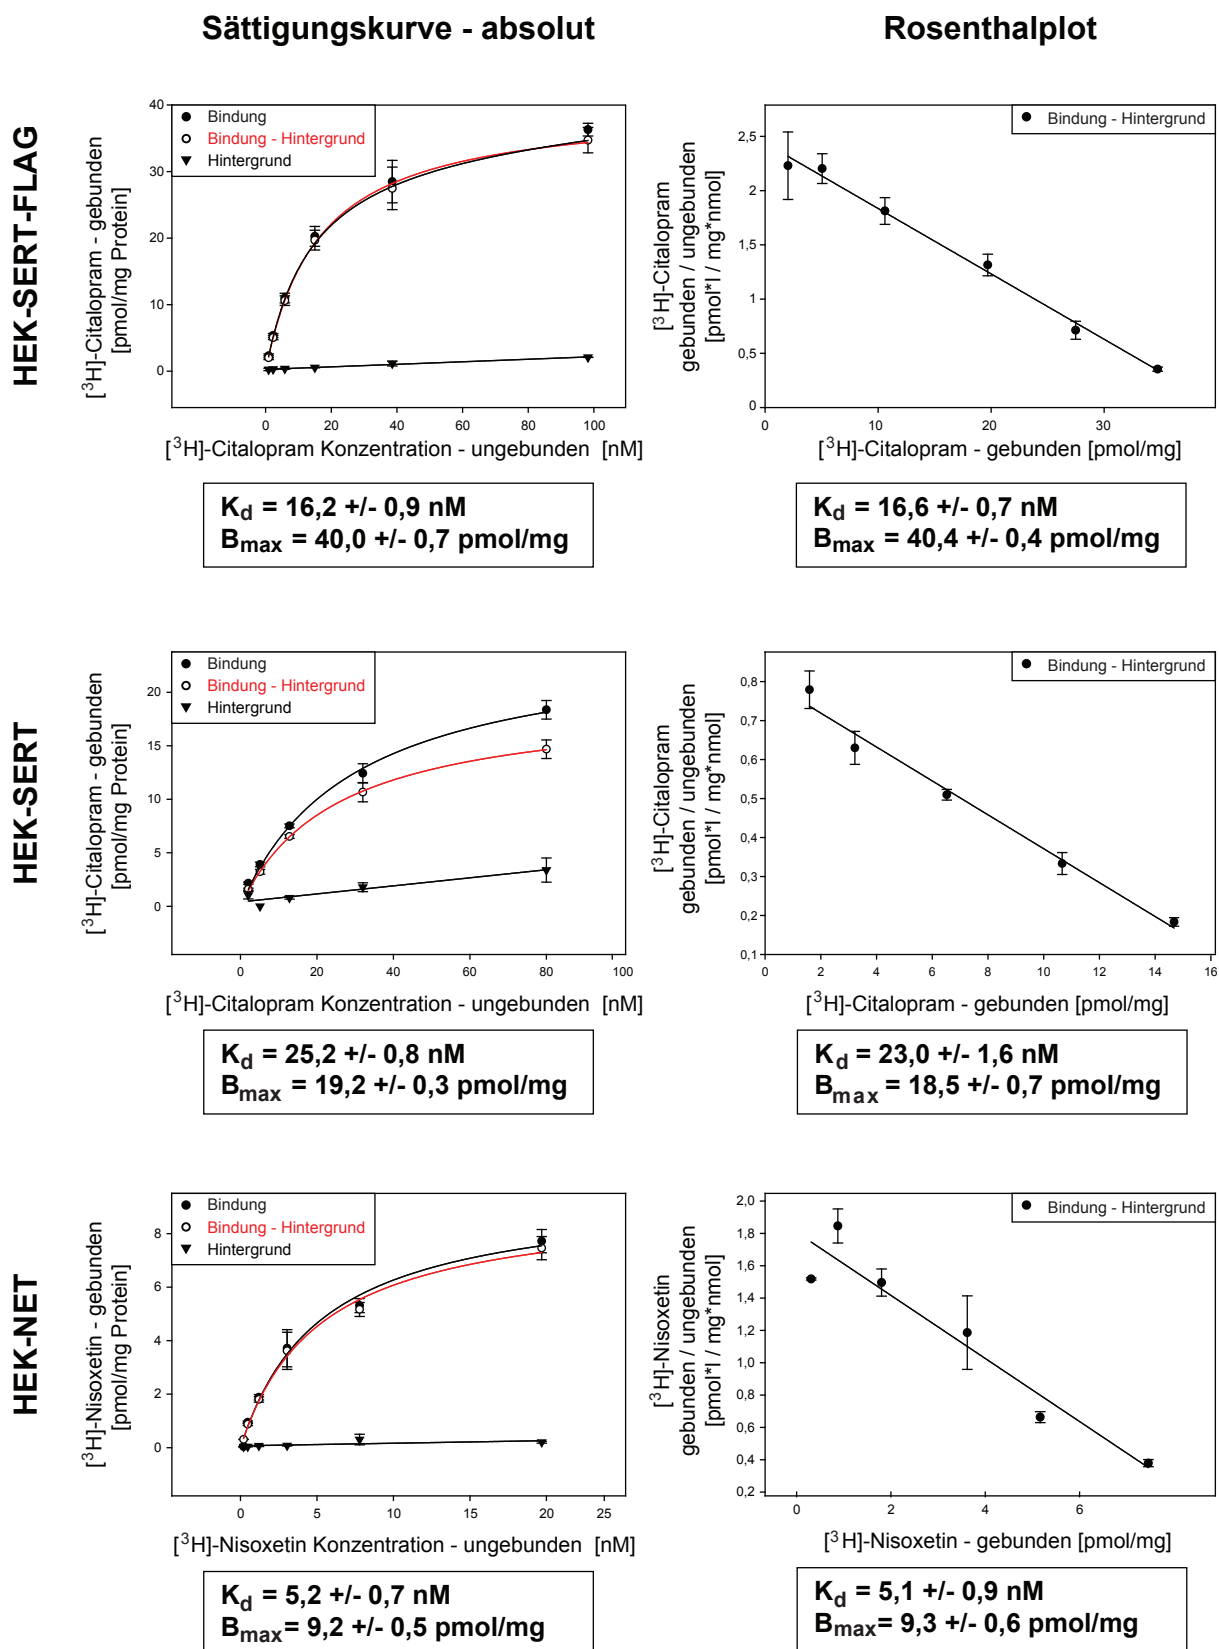 Sättigungskurve - absolut
Rosenthalplot
HEK-SERT-FLAG
[³H]-Citalopram - gebunden
[pmol/mg Protein]
Bindung
Bindung - Hintergrund
Hintergrund
40
30
20
10
0
0 20 40 60 80 100
[³H]-Citalopram Konzentration - ungebunden [nM]
K_d = 16,2 +/- 0,9 nM
B_max = 40,0 +/- 0,7 pmol/mg
[³H]-Citalopram
gebunden / ungebunden
[pmol*l / mg*nmol]
Bindung - Hintergrund
2,5
2
1,5
1
0,5
0
0 10 20 30
[³H]-Citalopram - gebunden [pmol/mg]
K_d = 16,6 +/- 0,7 nM
B_max = 40,4 +/- 0,4 pmol/mg
HEK-SERT
[³H]-Citalopram - gebunden
[pmol/mg Protein]
Bindung
Bindung - Hintergrund
Hintergrund
20
15
10
5
0
0 20 40 60 80 100
[³H]-Citalopram Konzentration - ungebunden [nM]
K_d = 25,2 +/- 0,8 nM
B_max = 19,2 +/- 0,3 pmol/mg
[³H]-Citalopram
gebunden / ungebunden
[pmol*l / mg*nmol]
Bindung - Hintergrund
0,8
0,7
0,6
0,5
0,4
0,3
0,2
0,1
0 2 4 6 8 10 12 14 16
[³H]-Citalopram - gebunden [pmol/mg]
K_d = 23,0 +/- 1,6 nM
B_max = 18,5 +/- 0,7 pmol/mg
HEK-NET
[³H]-Nisoxetin - gebunden
[pmol/mg Protein]
Bindung
Bindung - Hintergrund
Hintergrund
8
6
4
2
0
0 5 10 15 20 25
[³H]-Nisoxetin Konzentration - ungebunden [nM]
K_d = 5,2 +/- 0,7 nM
B_max= 9,2 +/- 0,5 pmol/mg
[³H]-Nisoxetin
gebunden / ungebunden
[pmol*l / mg*nmol]
Bindung - Hintergrund
2,0
1,8
1,6
1,4
1,2
1,0
0,8
0,6
0,4
0,2
0 2 4 6
[³H]-Nisoxetin - gebunden [pmol/mg]
K_d = 5,1 +/- 0,9 nM
B_max= 9,3 +/- 0,6 pmol/mg